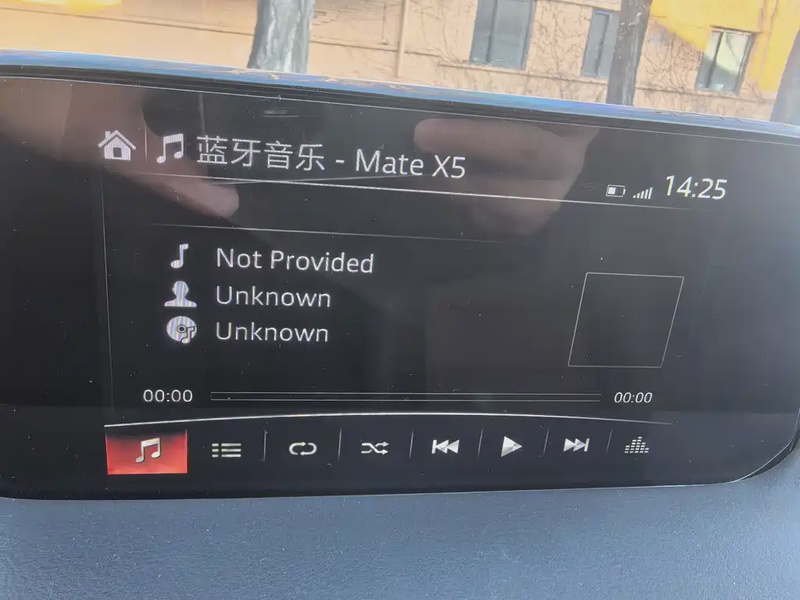 蓝牙音乐 - Mate X5
14:25
Not Provided
Unknown
Unknown
00:00 00:00